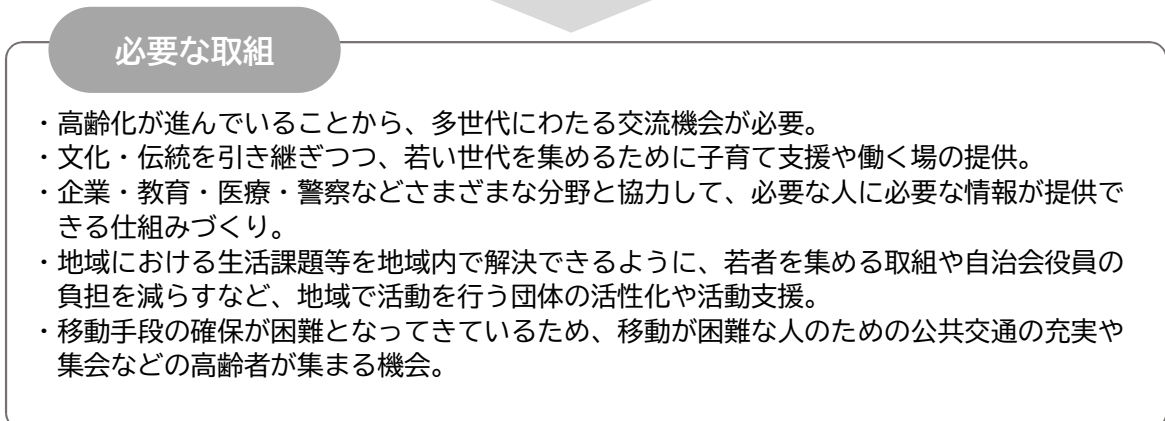 必要な取組
・高齢化が進んでいることから、多世代にわたる交流機会が必要。
・文化・伝統を引き継ぎつつ、若い世代を集めるために子育て支援や働く場の提供。
・企業・教育・医療・警察などさまざまな分野と協力して、必要な人に必要な情報が提供で
きる仕組みづくり。
・地域における生活課題等を地域内で解決できるように、若者を集める取組や自治会役員の
負担を減らすなど、地域で活動を行う団体の活性化や活動支援。
・移動手段の確保が困難となってきているため、移動が困難な人のための公共交通の充実や
集会などの高齢者が集まる機会。